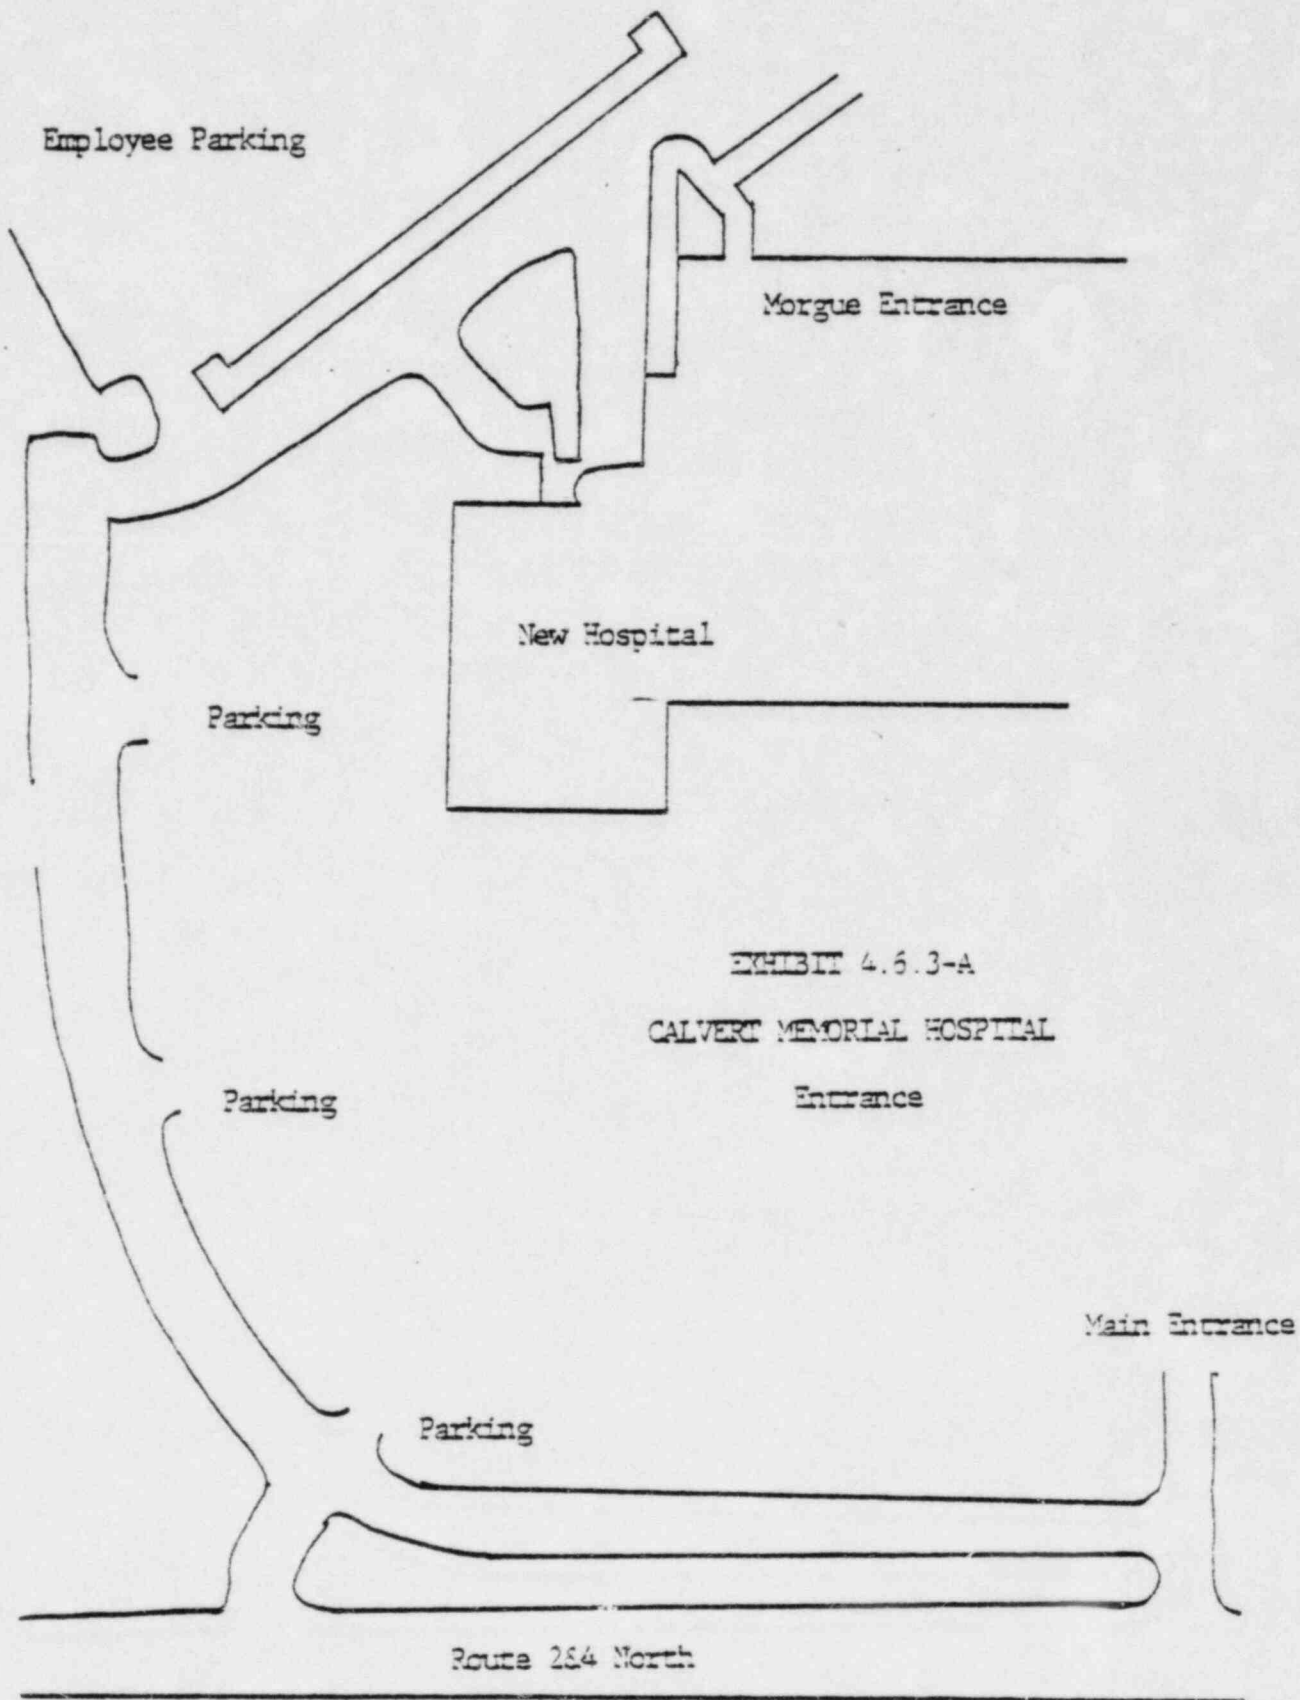 Employee Parking
Morgue Entrance
New Hospital
Parking
EXHIBIT 4.6.3-A
CALVERT MEMORIAL HOSPITAL
Entrance
Parking
Main Entrance
Parking
Route 2&4 North